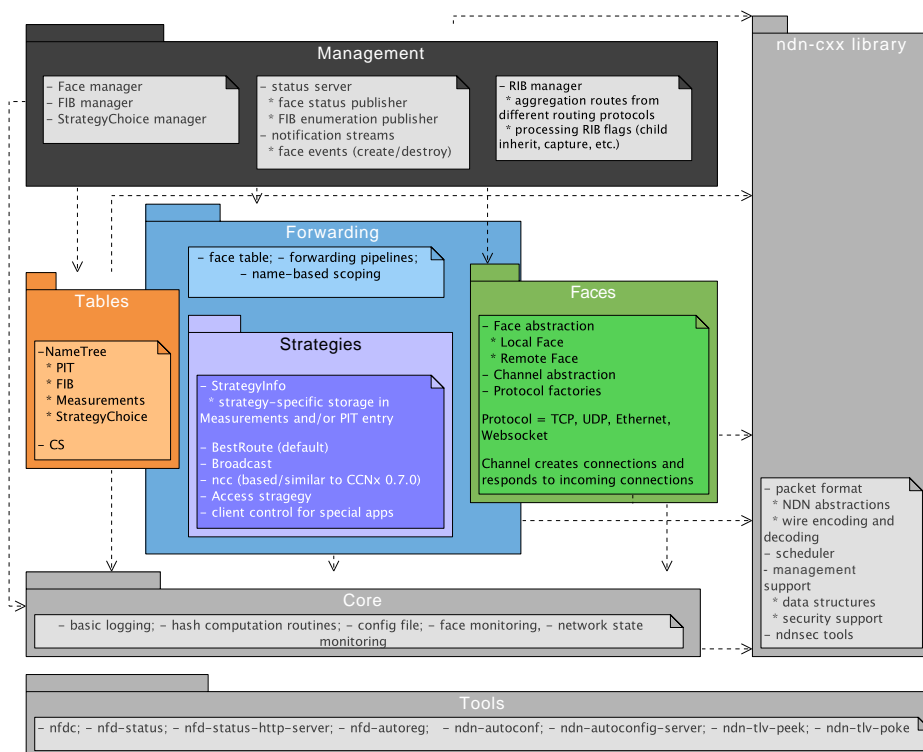 Management
- Face manager
- FIB manager
- StrategyChoice manager
- status server
* face status publisher
* FIB enumeration publisher
- notification streams
* face events (create/destroy)
- RIB manager
* aggregation routes from
different routing protocols
* processing RIB flags (child
inherit, capture, etc.)
ndn-cxx library
Forwarding
- face table; - forwarding pipelines;
- name-based scoping
Tables
-NameTree
* PIT
* FIB
* Measurements
* StrategyChoice
- CS
Strategies
- StrategyInfo
* strategy-specific storage in
Measurements and/or PIT entry
- BestRoute (default)
- Broadcast
- ncc (based/similar to CCNx 0.7.0)
- Access stragegy
- client control for special apps
Faces
- Face abstraction
* Local Face
* Remote Face
- Channel abstraction
- Protocol factories
Protocol = TCP, UDP, Ethernet,
Websocket
Channel creates connections and
responds to incoming connections
- packet format
* NDN abstractions
* wire encoding and
decoding
- scheduler
- management
support
* data structures
* security support
- ndnsec tools
Core
- basic logging; - hash computation routines; - config file; - face monitoring, - network state
monitoring
Tools
- nfdc; - nfd-status; - nfd-status-http-server; - nfd-autoreg; - ndn-autoconf; - ndn-autoconfig-server; - ndn-tlv-peek; - ndn-tlv-poke